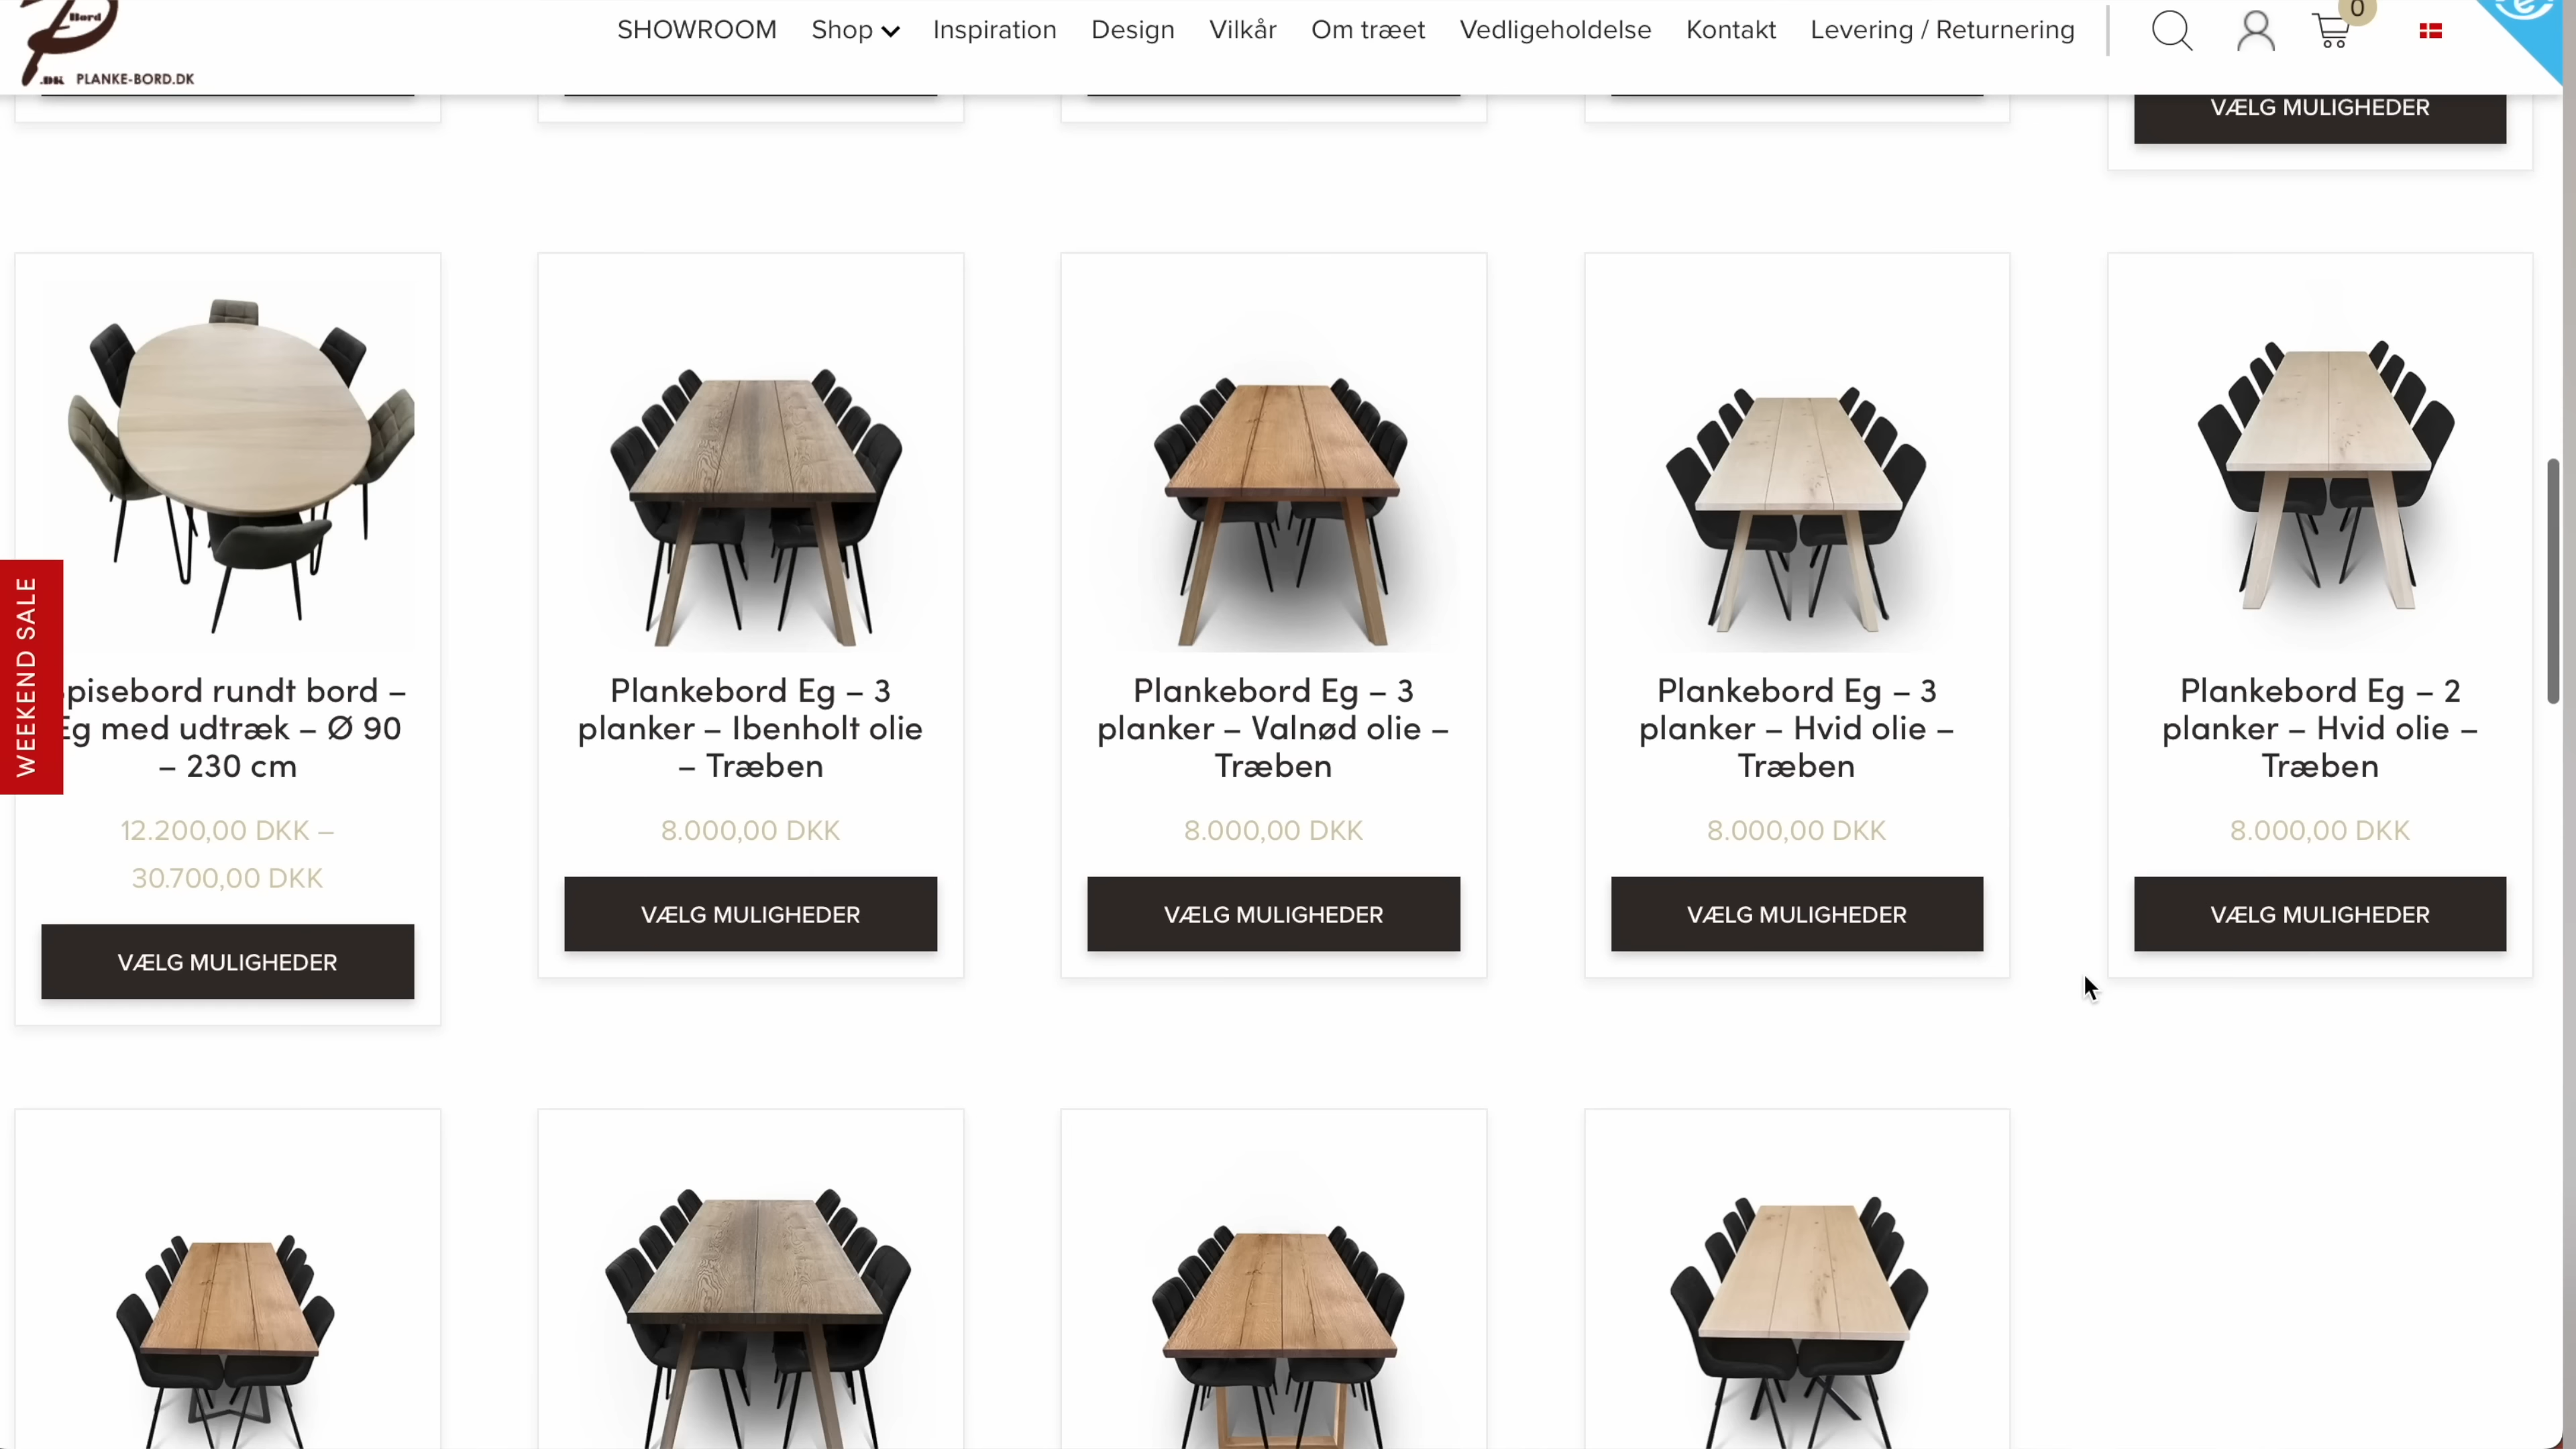 Bord
.DK PLANKE-BORD.DK
SHOWROOM Shop Inspiration Design Vilkår Om træet Vedligeholdelse Kontakt Levering / Returnering 0
VÆLG MULIGHEDER
WEEKEND SALE
Spisebord rundt bord –
Eg med udtræk – Ø 90
– 230 cm
12.200,00 DKK –
30.700,00 DKK
VÆLG MULIGHEDER
Plankebord Eg – 3
planker – Ibenholt olie
– Træben
8.000,00 DKK
VÆLG MULIGHEDER
Plankebord Eg – 3
planker – Valnød olie –
Træben
8.000,00 DKK
VÆLG MULIGHEDER
Plankebord Eg – 3
planker – Hvid olie –
Træben
8.000,00 DKK
VÆLG MULIGHEDER
Plankebord Eg – 2
planker – Hvid olie –
Træben
8.000,00 DKK
VÆLG MULIGHEDER